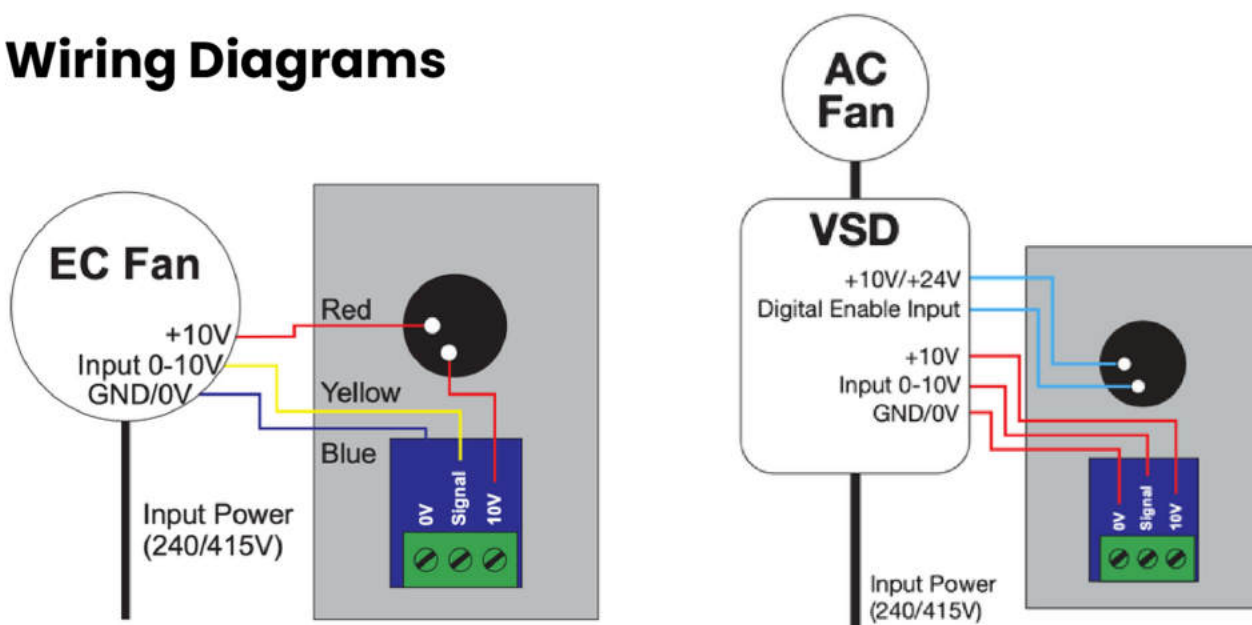 Wiring Diagrams
EC Fan
+10V
Input 0-10V
GND/0V
Red
Yellow
Blue
0V
Signal
10V
Input Power
(240/415V)
AC
Fan
VSD
+10V/+24V
Digital Enable Input
+10V
Input 0-10V
GND/0V
0V
Signal
10V
Input Power
(240/415V)